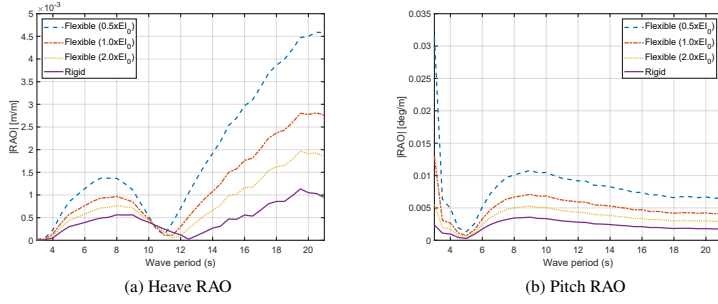 ×10⁻³
5
4.5
4
3.5
3
2.5
2
1.5
1
0.5
0
|RAO| [m/m]
4 6 8 10 12 14 16 18 20
Wave period (s)
Flexible (0.5xEI₀)
Flexible (1.0xEI₀)
Flexible (2.0xEI₀)
Rigid
(a) Heave RAO
0.035
0.03
0.025
0.02
0.015
0.01
0.005
0
|RAO| [deg/m]
4 6 8 10 12 14 16 18 20
Wave period (s)
Flexible (0.5xEI₀)
Flexible (1.0xEI₀)
Flexible (2.0xEI₀)
Rigid
(b) Pitch RAO